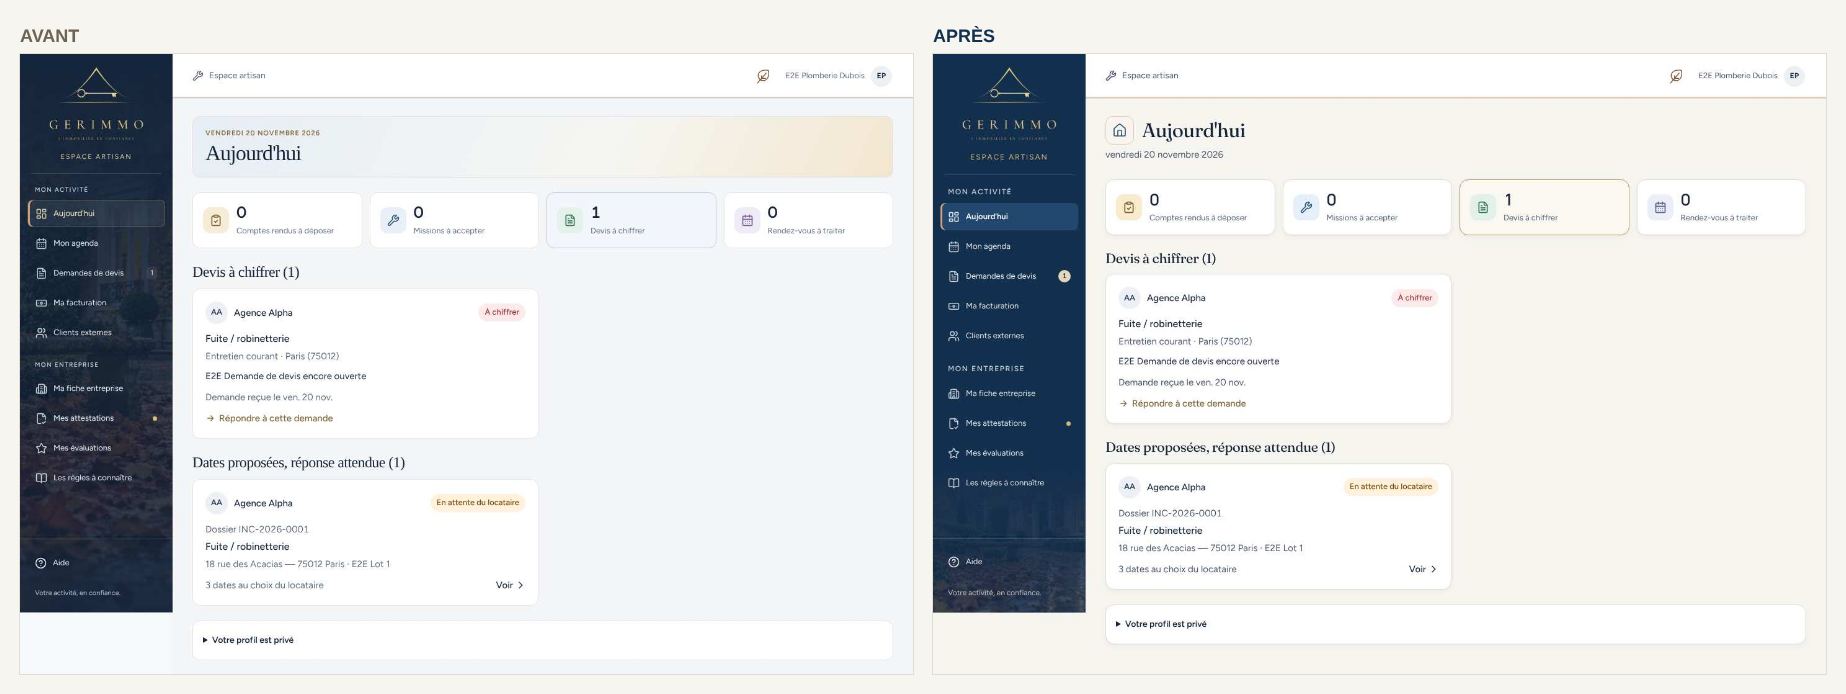 AVANT
GERIMMO
L'IMMOBILIER EN CONFIANCE
ESPACE ARTISAN
MON ACTIVITÉ
Aujourd'hui
Mon agenda
Demandes de devis 1
Ma facturation
Clients externes
MON ENTREPRISE
Ma fiche entreprise
Mes attestations
Mes évaluations
Les règles à connaître
Aide
Votre activité, en confiance.
Espace artisan
E2E Plomberie Dubois EP
VENDREDI 20 NOVEMBRE 2026
Aujourd'hui
0
Comptes rendus à déposer
0
Missions à accepter
1
Devis à chiffrer
0
Rendez-vous à traiter
Devis à chiffrer (1)
AA Agence Alpha À chiffrer
Fuite / robinetterie
Entretien courant · Paris (75012)
E2E Demande de devis encore ouverte
Demande reçue le ven. 20 nov.
→ Répondre à cette demande
Dates proposées, réponse attendue (1)
AA Agence Alpha En attente du locataire
Dossier INC-2026-0001
Fuite / robinetterie
18 rue des Acacias — 75012 Paris · E2E Lot 1
3 dates au choix du locataire Voir >
Votre profil est privé
APRÈS
GERIMMO
L'IMMOBILIER EN CONFIANCE
ESPACE ARTISAN
MON ACTIVITÉ
Aujourd'hui
Mon agenda
Demandes de devis 1
Ma facturation
Clients externes
MON ENTREPRISE
Ma fiche entreprise
Mes attestations
Mes évaluations
Les règles à connaître
Aide
Votre activité, en confiance.
Espace artisan
E2E Plomberie Dubois EP
Aujourd'hui
vendredi 20 novembre 2026
0
Comptes rendus à déposer
0
Missions à accepter
1
Devis à chiffrer
0
Rendez-vous à traiter
Devis à chiffrer (1)
AA Agence Alpha À chiffrer
Fuite / robinetterie
Entretien courant · Paris (75012)
E2E Demande de devis encore ouverte
Demande reçue le ven. 20 nov.
→ Répondre à cette demande
Dates proposées, réponse attendue (1)
AA Agence Alpha En attente du locataire
Dossier INC-2026-0001
Fuite / robinetterie
18 rue des Acacias — 75012 Paris · E2E Lot 1
3 dates au choix du locataire Voir >
Votre profil est privé